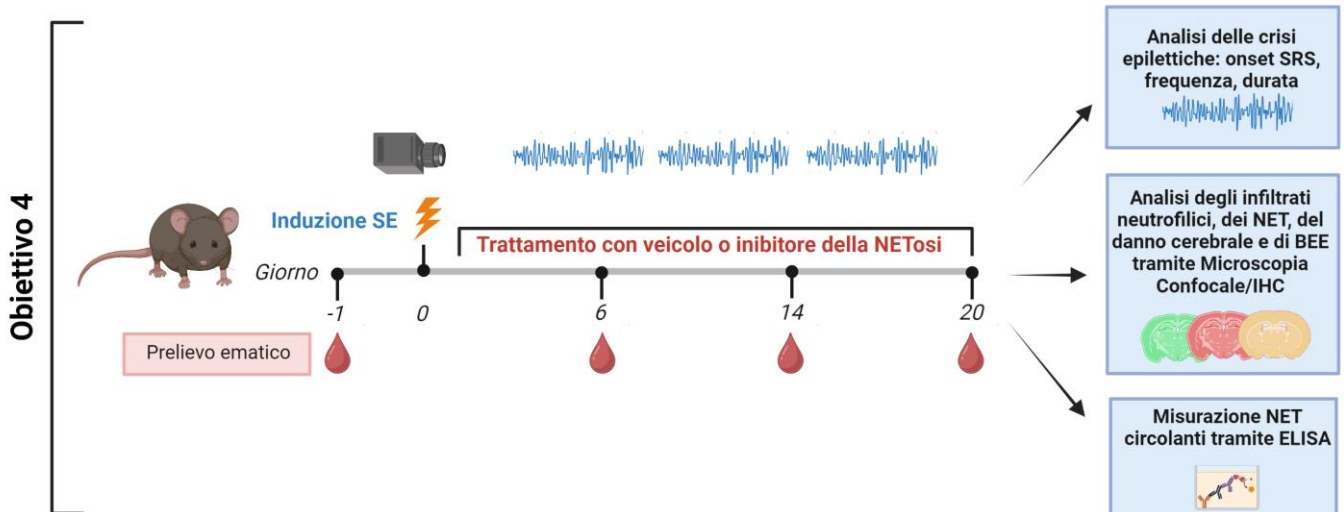 Obiettivo 4
Induzione SE
Trattamento con veicolo o inibitore della NETosi
Giorno
-1
0
6
14
20
Prelievo ematico
Analisi delle crisi
epilettiche: onset SRS,
frequenza, durata
Analisi degli infiltrati
neutrofilici, dei NET, del
danno cerebrale e di BEE
tramite Microscopia
Confocale/IHC
Misurazione NET
circolanti tramite ELISA